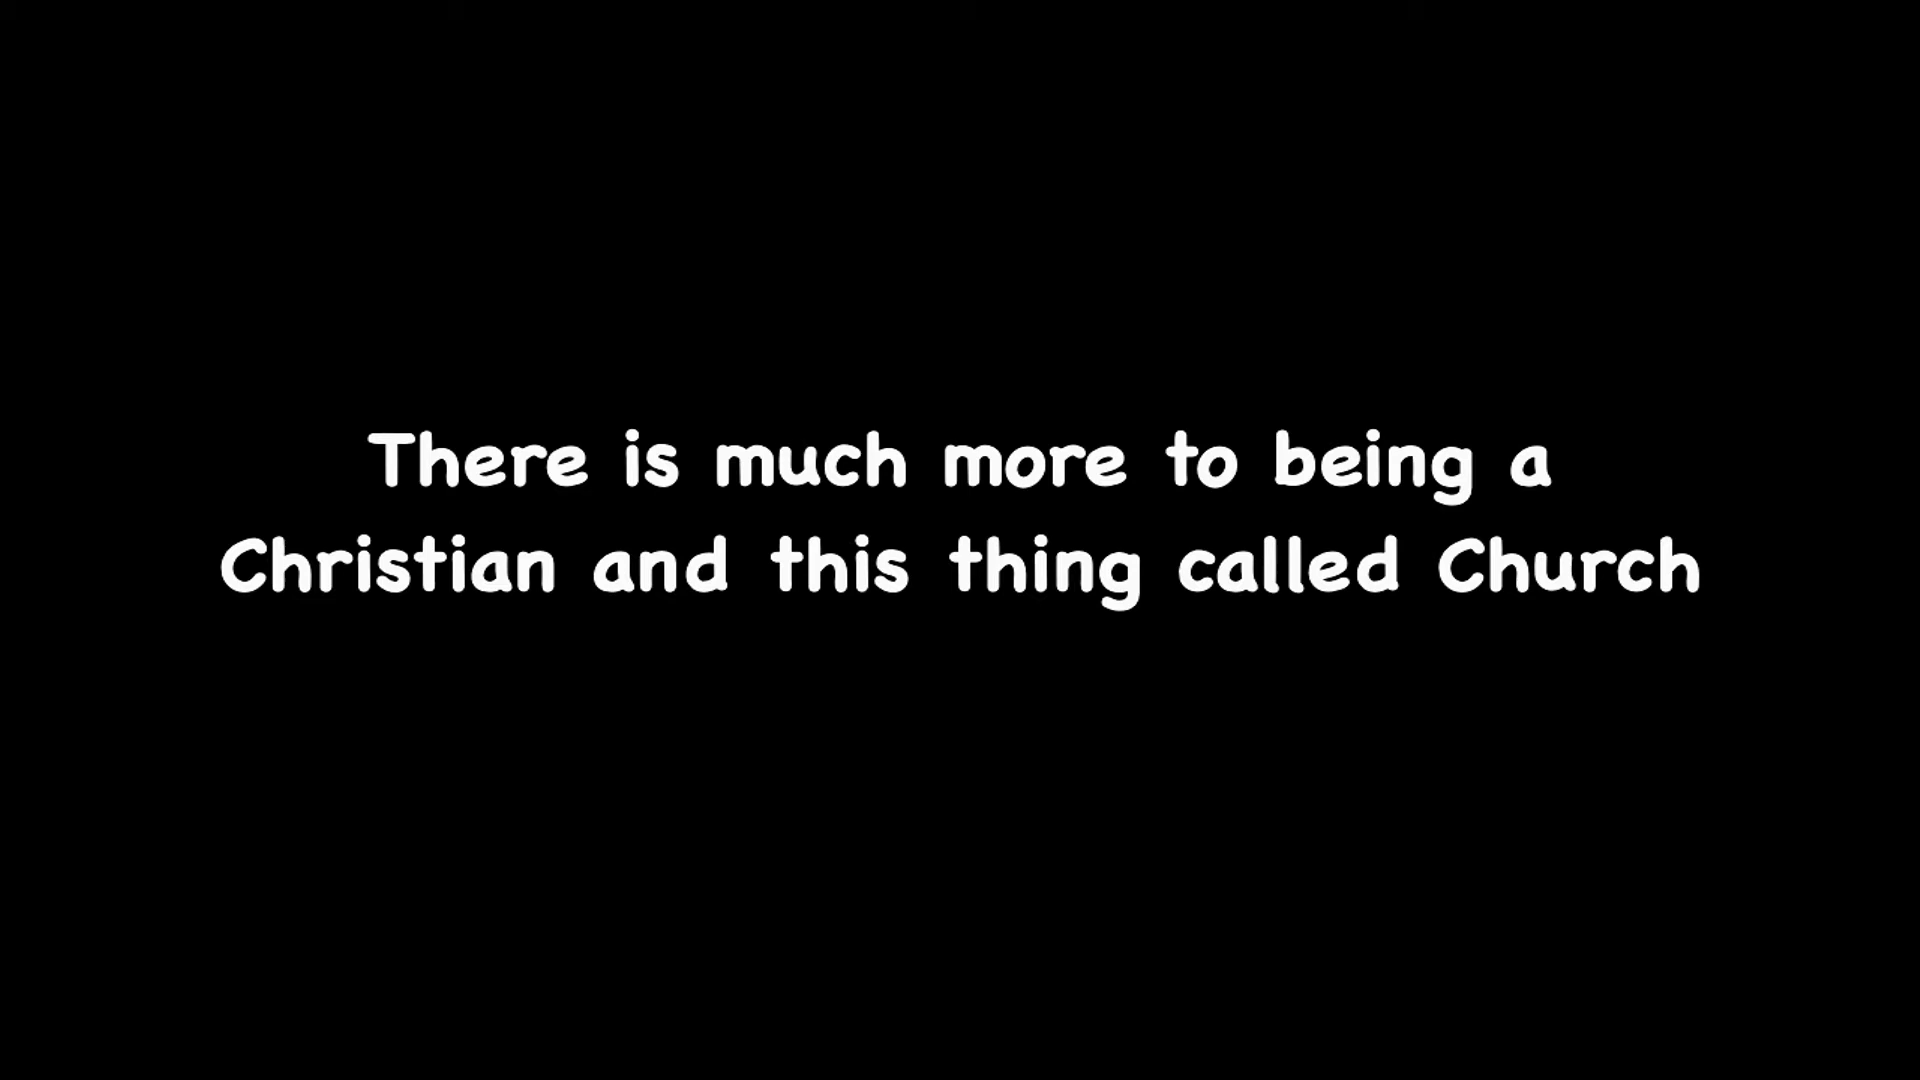 There is much more to being a
Christian and this thing called Church